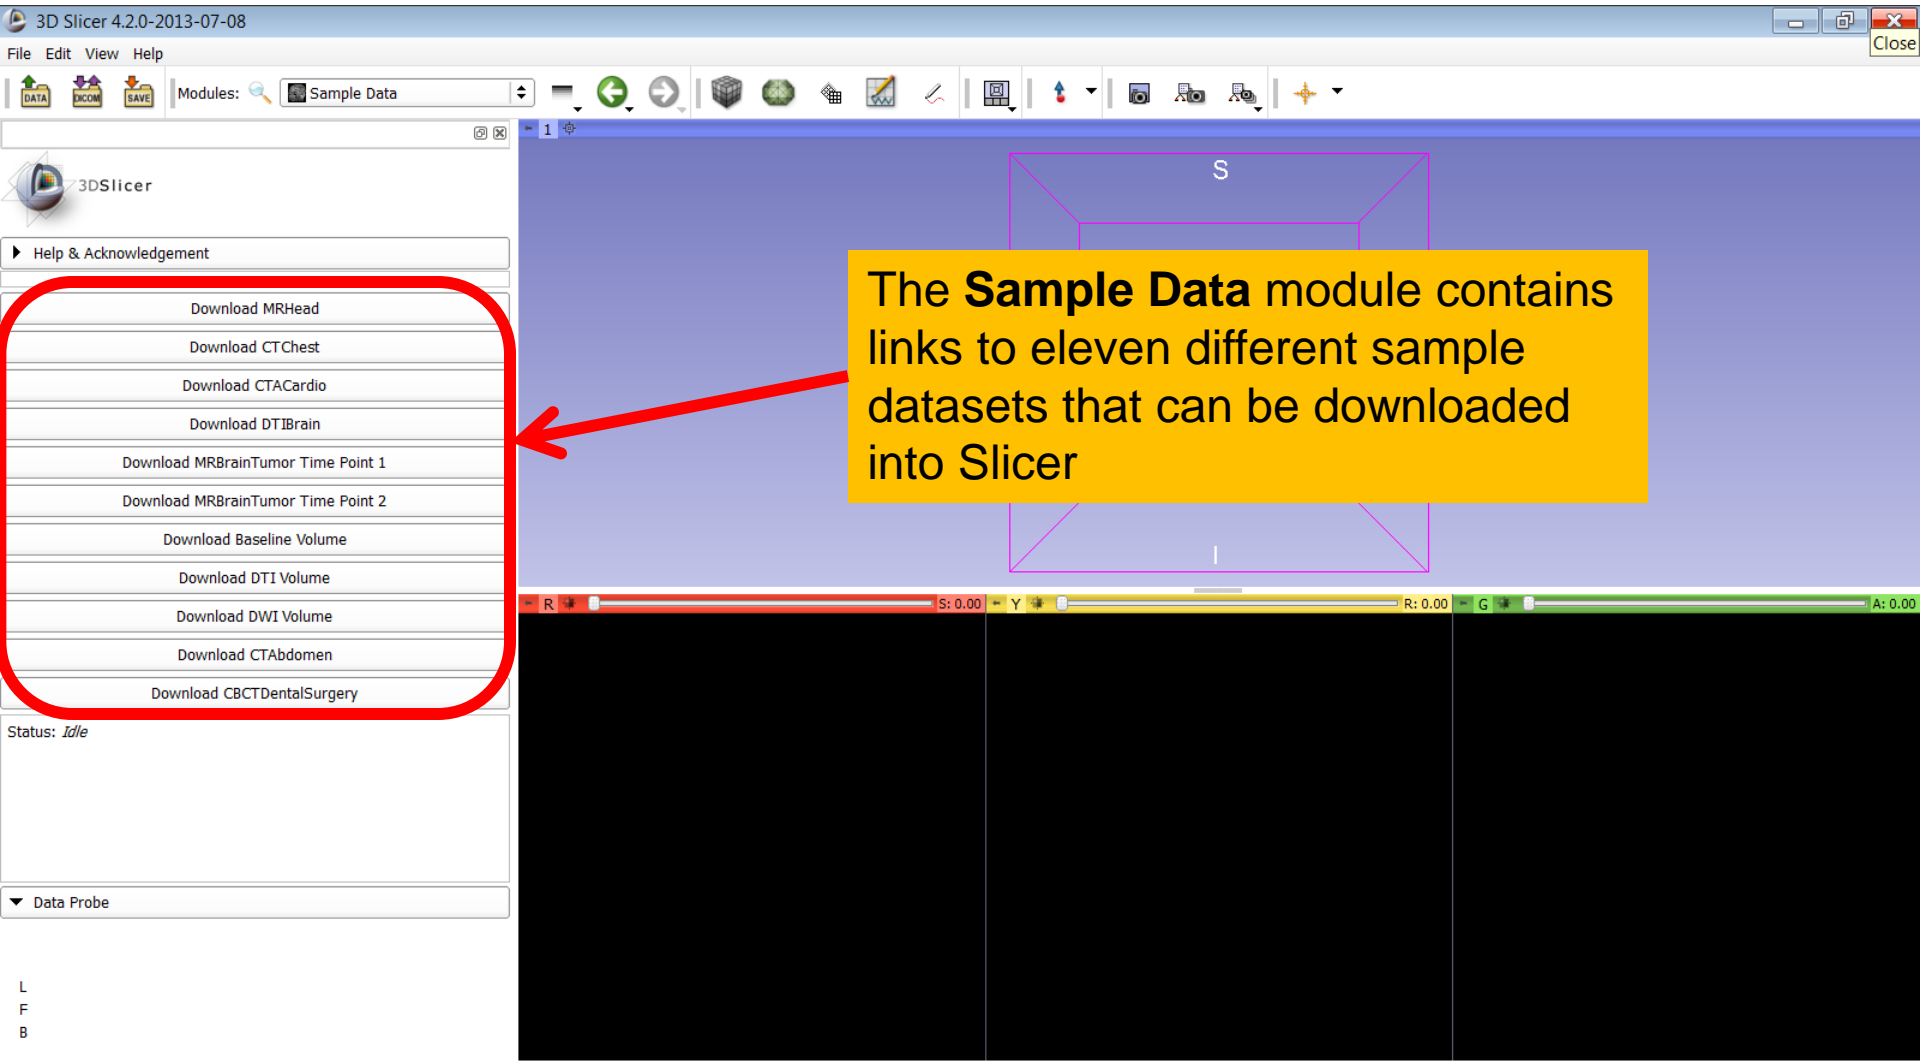 3D Slicer 4.2.0-2013-07-08
Close
File Edit View Help
DATA DICOM SAVE Modules: Sample Data
1
3DSlicer
Help & Acknowledgement
Download MRHead
Download CTChest
Download CTACardio
Download DTIBrain
Download MRBrainTumor Time Point 1
Download MRBrainTumor Time Point 2
Download Baseline Volume
Download DTI Volume
Download DWI Volume
Download CTAbdomen
Download CBCTDentalSurgery
Status: Idle
Data Probe
L
F
B
S
The Sample Data module contains
links to eleven different sample
datasets that can be downloaded
into Slicer
I
R S: 0.00 Y R: 0.00 G A: 0.00